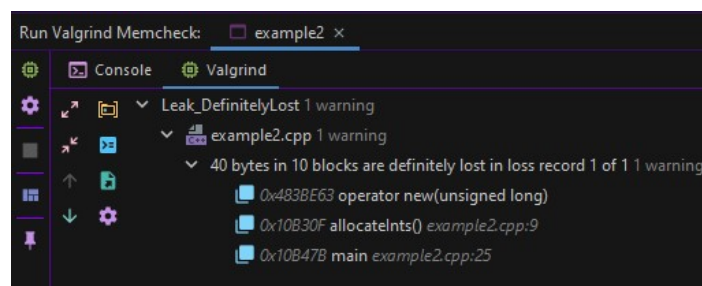 Run Valgrind Memcheck: example2 ×
Console Valgrind
Leak_DefinitelyLost 1 warning
example2.cpp 1 warning
40 bytes in 10 blocks are definitely lost in loss record 1 of 1 1 warning
0x483BE63 operator new(unsigned long)
0x10B30F allocateInts() example2.cpp:9
0x10B47B main example2.cpp:25